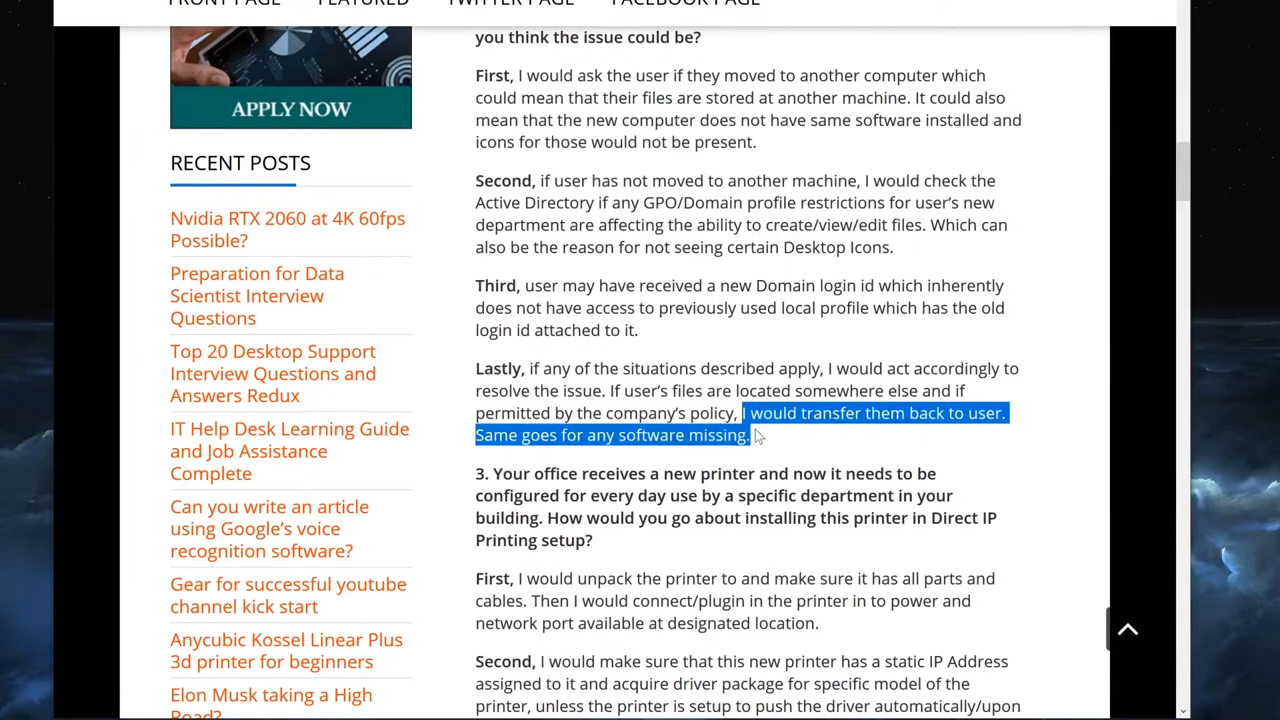 FRONT PAGE FEATURED TWITTER PAGE FACEBOOK PAGE
APPLY NOW
RECENT POSTS
Nvidia RTX 2060 at 4K 60fps
Possible?
Preparation for Data
Scientist Interview
Questions
Top 20 Desktop Support
Interview Questions and
Answers Redux
IT Help Desk Learning Guide
and Job Assistance
Complete
Can you write an article
using Google's voice
recognition software?
Gear for successful youtube
channel kick start
Anycubic Kossel Linear Plus
3d printer for beginners
Elon Musk taking a High
Road?
you think the issue could be?
First, I would ask the user if they moved to another computer which
could mean that their files are stored at another machine. It could also
mean that the new computer does not have same software installed and
icons for those would not be present.
Second, if user has not moved to another machine, I would check the
Active Directory if any GPO/Domain profile restrictions for user's new
department are affecting the ability to create/view/edit files. Which can
also be the reason for not seeing certain Desktop Icons.
Third, user may have received a new Domain login id which inherently
does not have access to previously used local profile which has the old
login id attached to it.
Lastly, if any of the situations described apply, I would act accordingly to
resolve the issue. If user's files are located somewhere else and if
permitted by the company's policy, I would transfer them back to user.
Same goes for any software missing.
3. Your office receives a new printer and now it needs to be
configured for every day use by a specific department in your
building. How would you go about installing this printer in Direct IP
Printing setup?
First, I would unpack the printer to and make sure it has all parts and
cables. Then I would connect/plugin in the printer in to power and
network port available at designated location.
Second, I would make sure that this new printer has a static IP Address
assigned to it and acquire driver package for specific model of the
printer, unless the printer is setup to push the driver automatically/upon